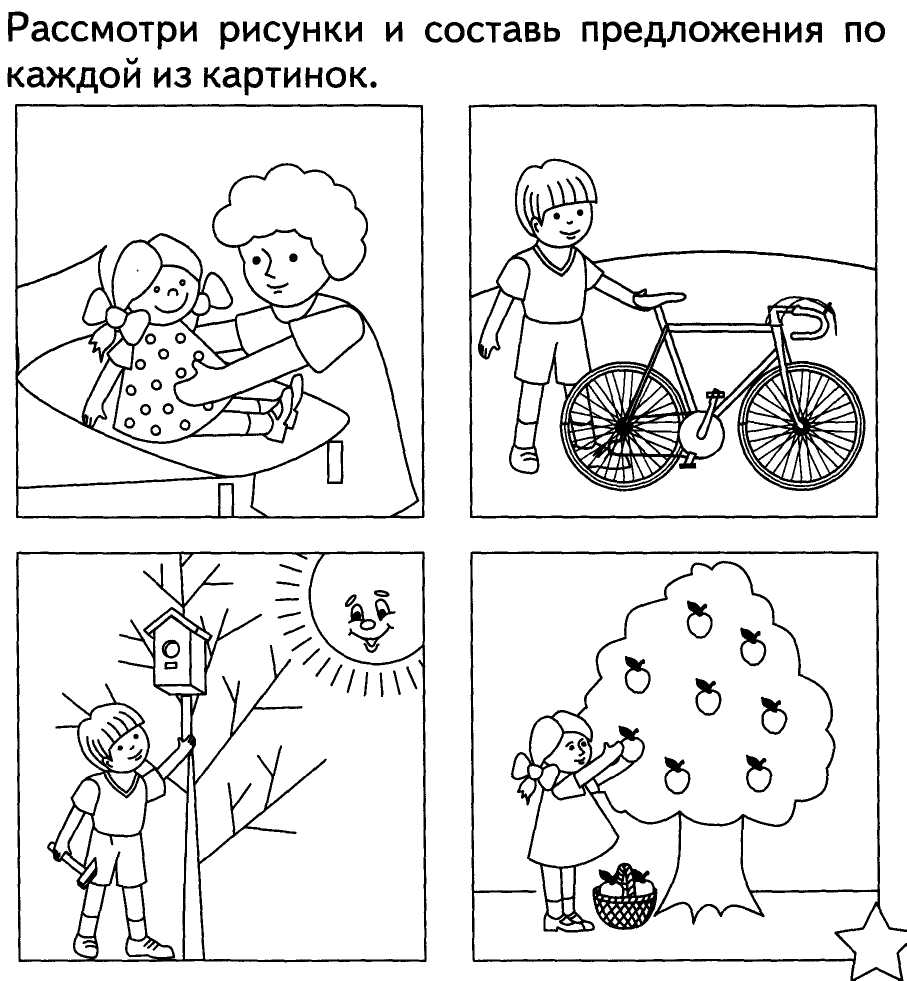 Рассмотри рисунки и составь предложения по
каждой из картинок.